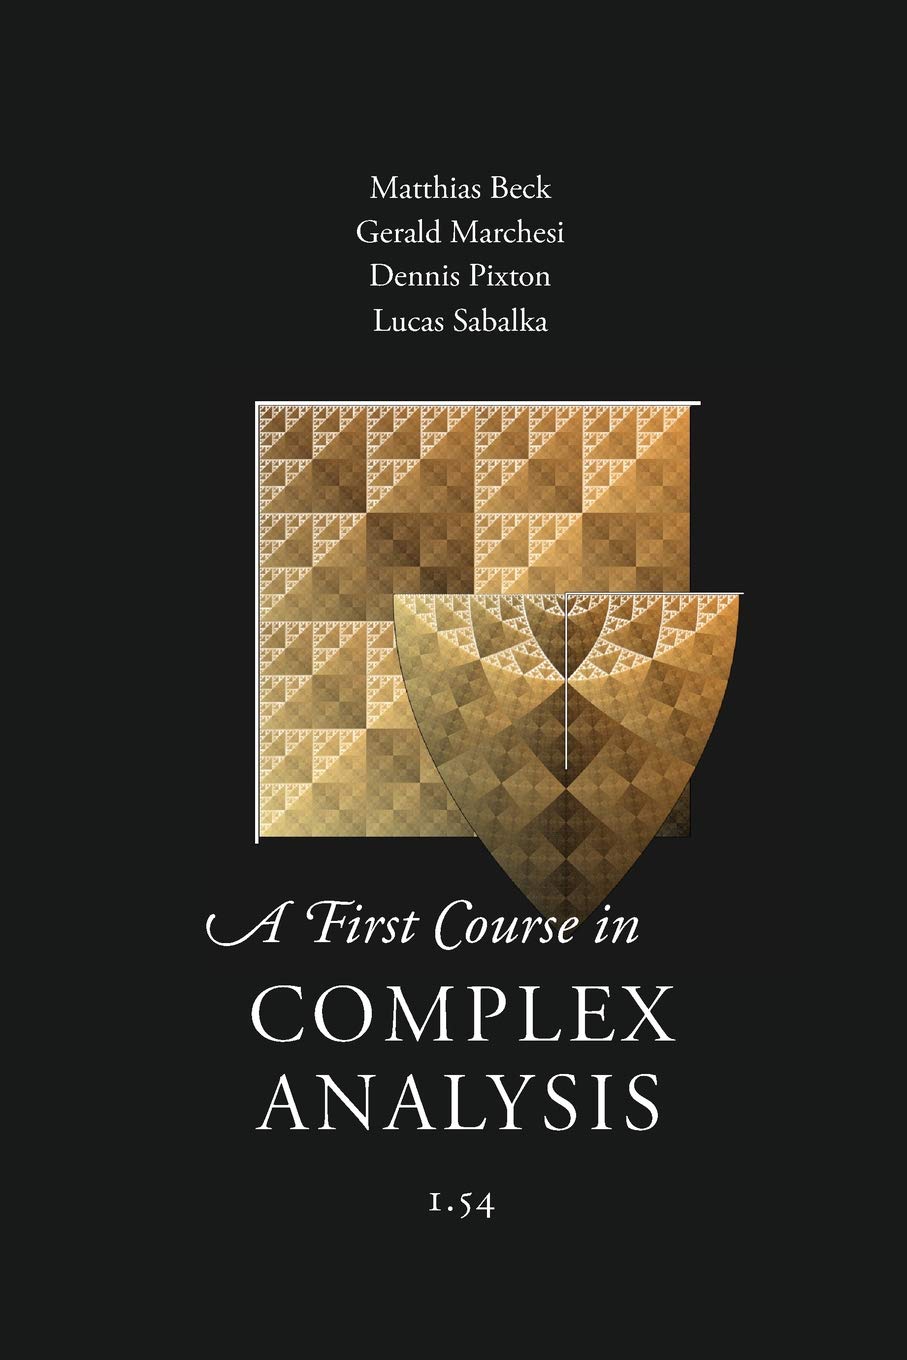 Matthias Beck
Gerald Marchesi
Dennis Pixton
Lucas Sabalka
A First Course in
COMPLEX
ANALYSIS
1.54